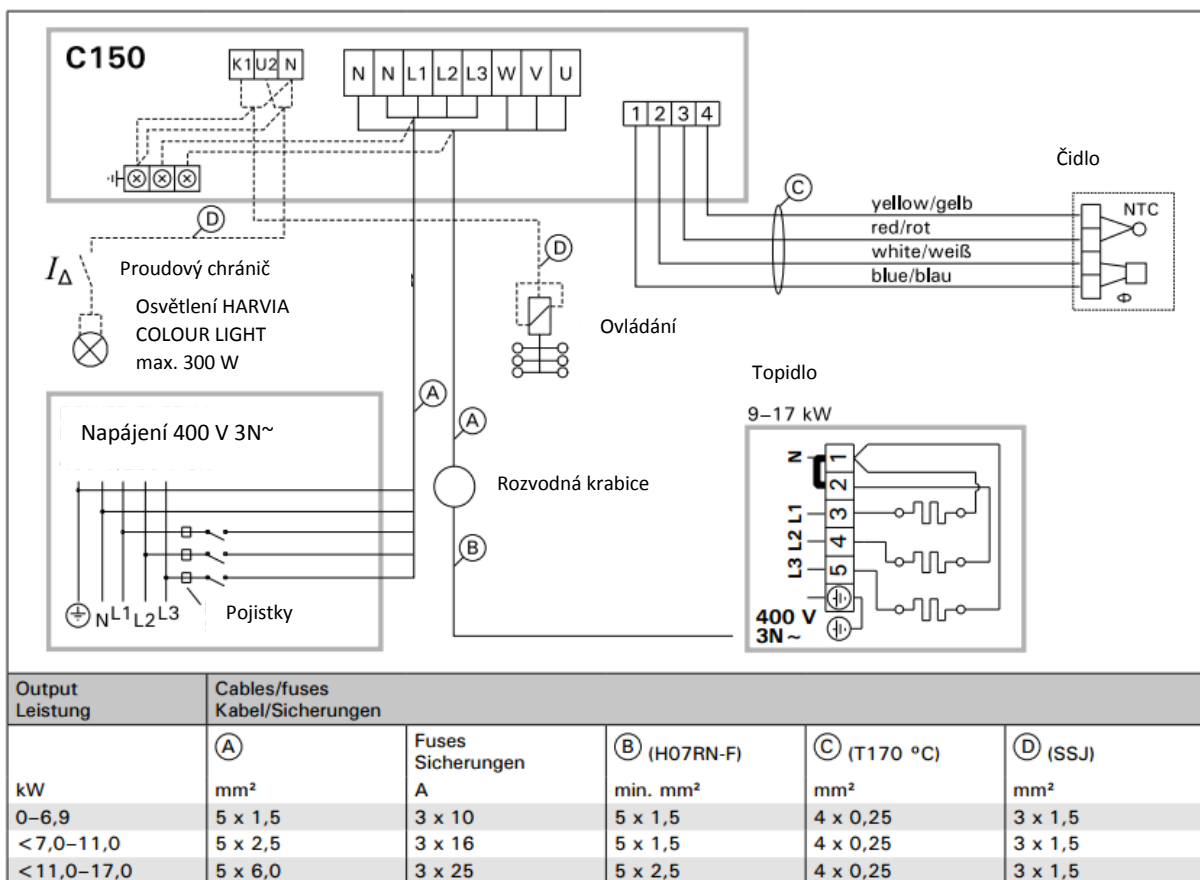 C150
K1 U2 N
N N L1 L2 L3 W V U
1 2 3 4
Čidlo
C
yellow/gelb
NTC
red/rot
white/weiß
blue/blau
D
D
I∆
Proudový chránič
Osvětlení HARVIA
COLOUR LIGHT
max. 300 W
Ovládání
Topidlo
9–17 kW
A
A
Napájení 400 V 3N~
Rozvodná krabice
B
N
1
2
L1 3
L2 4
L3 5
400 V
3N~
N L1 L2 L3
Pojistky
Output
Leistung
Cables/fuses
Kabel/Sicherungen
A
Fuses
Sicherungen
B (H07RN-F)
C (T170 °C)
D (SSJ)
kW mm² A min. mm² mm² mm²
0–6,9 5 x 1,5 3 x 10 5 x 1,5 4 x 0,25 3 x 1,5
<7,0–11,0 5 x 2,5 3 x 16 5 x 1,5 4 x 0,25 3 x 1,5
<11,0–17,0 5 x 6,0 3 x 25 5 x 2,5 4 x 0,25 3 x 1,5